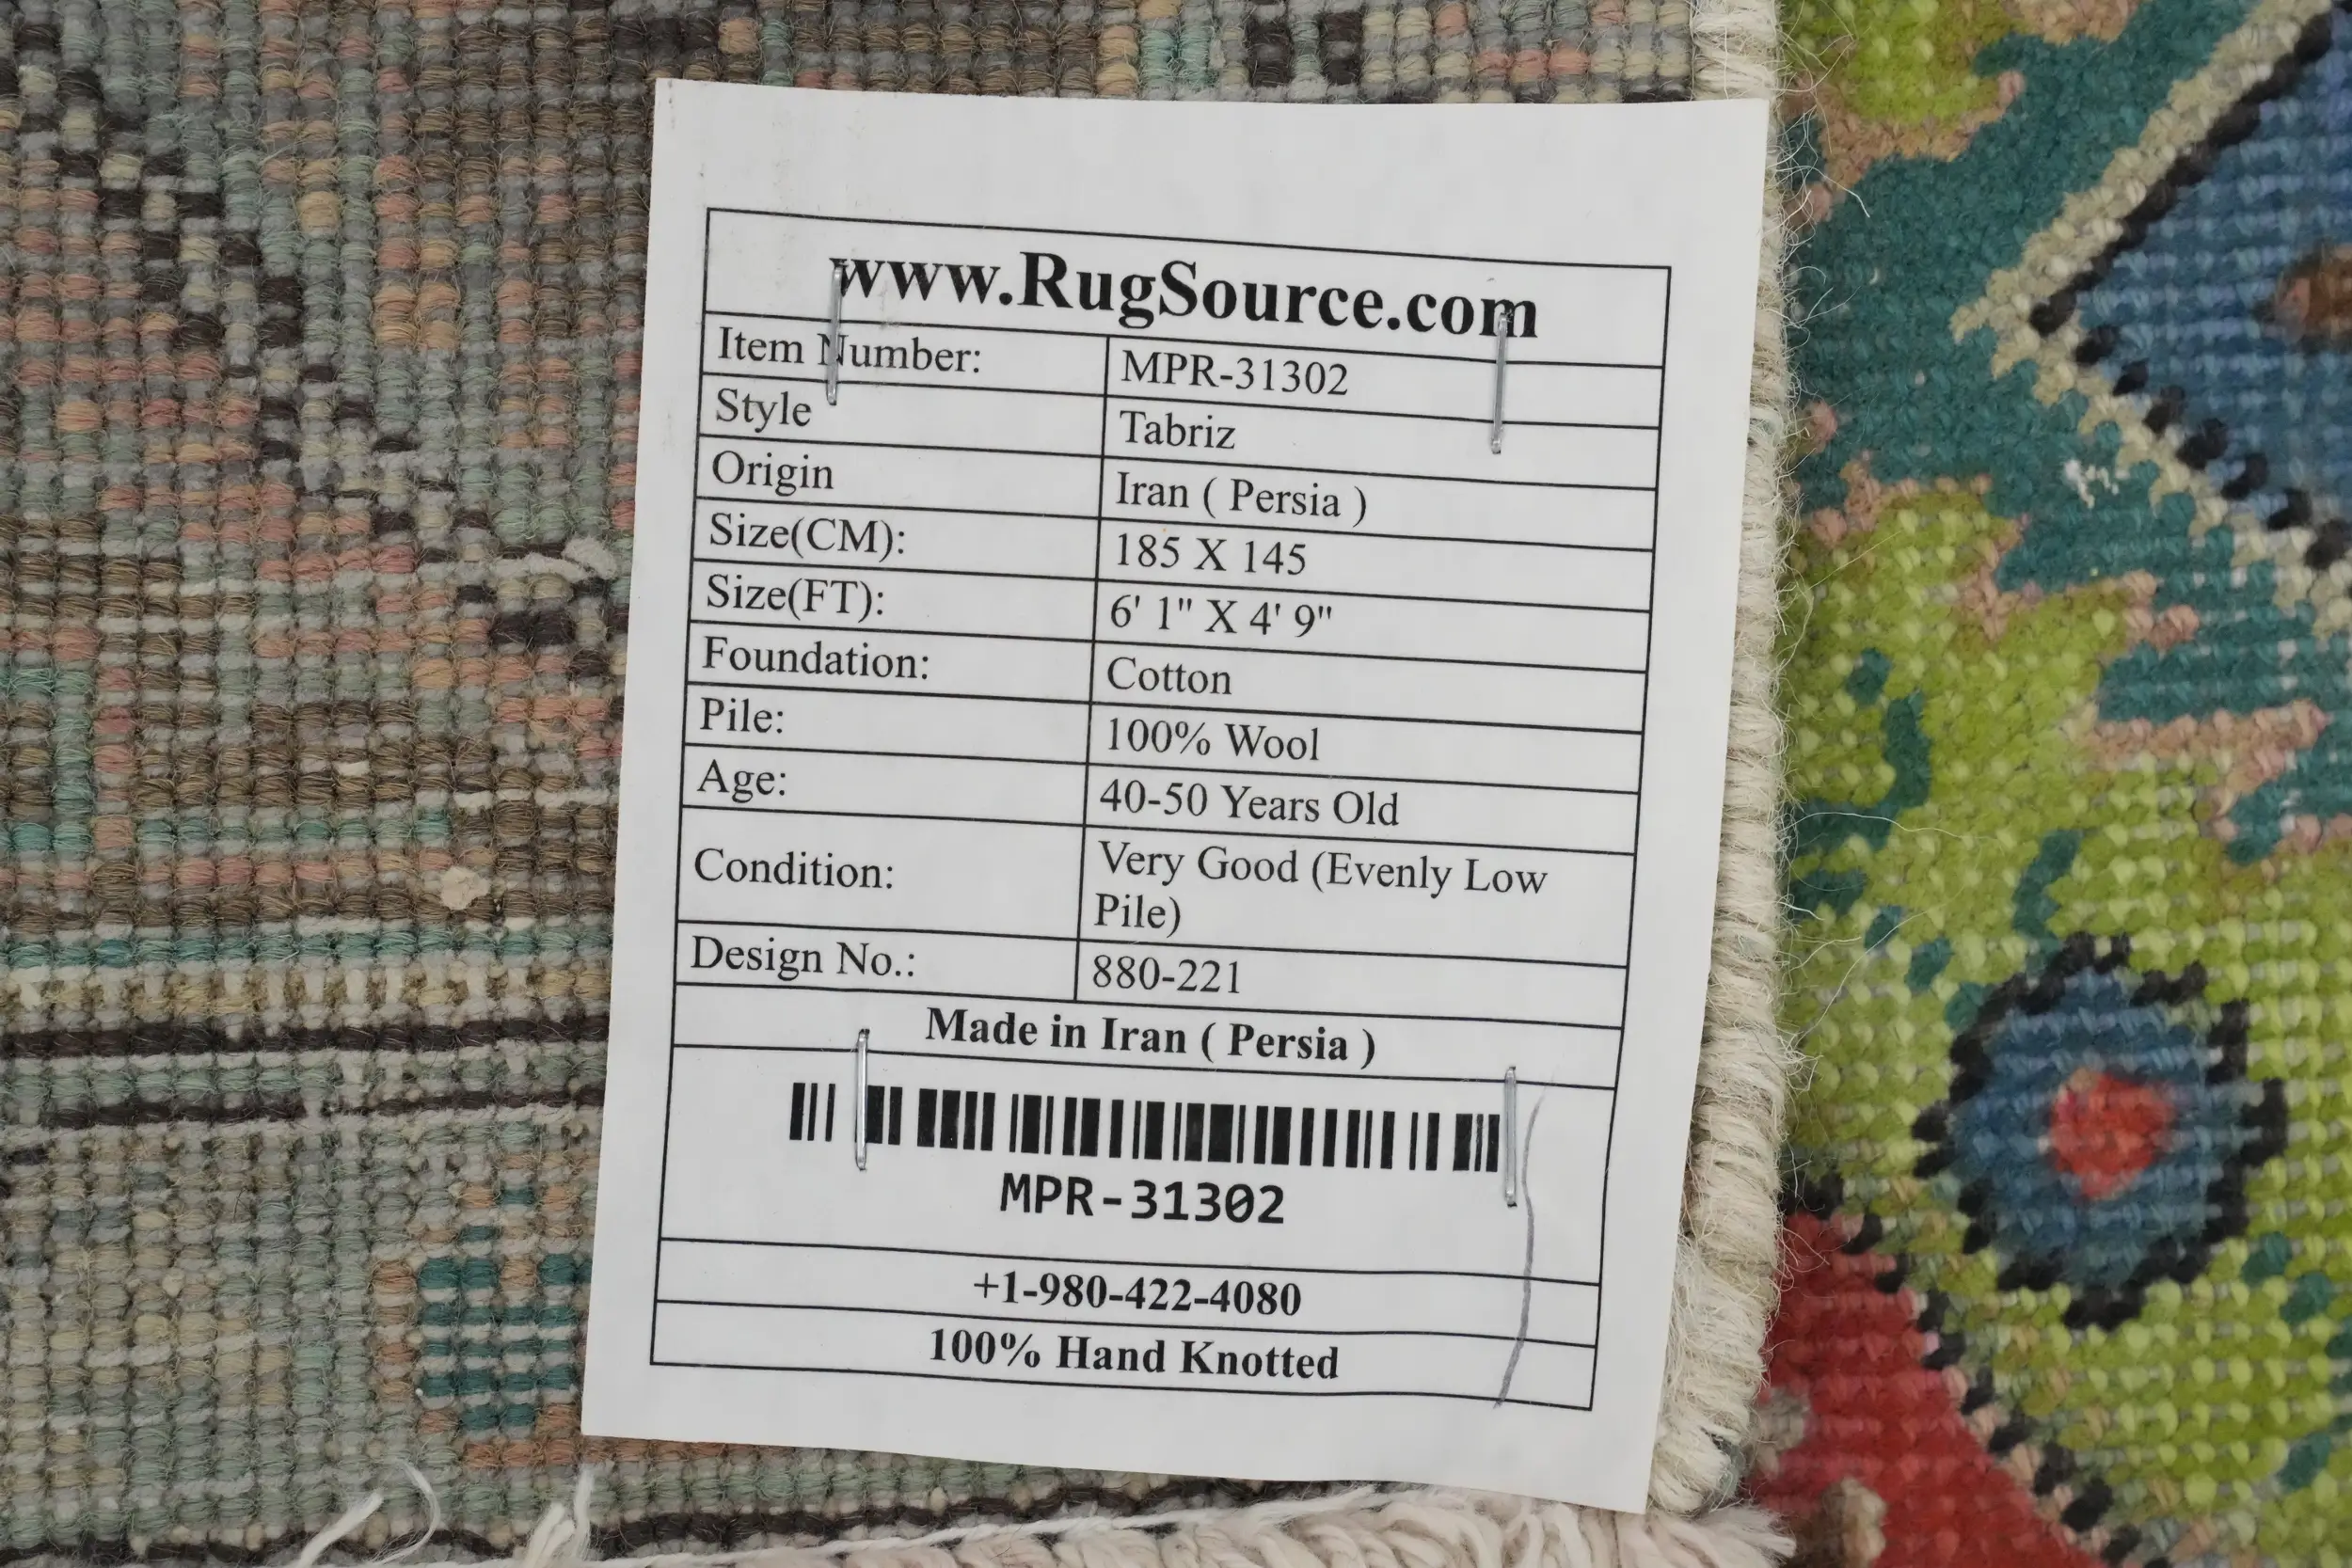 www.RugSource.com
Item Number: MPR-31302
Style Tabriz
Origin Iran ( Persia )
Size(CM): 185 X 145
Size(FT): 6' 1" X 4' 9"
Foundation: Cotton
Pile: 100% Wool
Age: 40-50 Years Old
Condition: Very Good (Evenly Low
Pile)
Design No.: 880-221
Made in Iran ( Persia )
MPR-31302
+1-980-422-4080
100% Hand Knotted